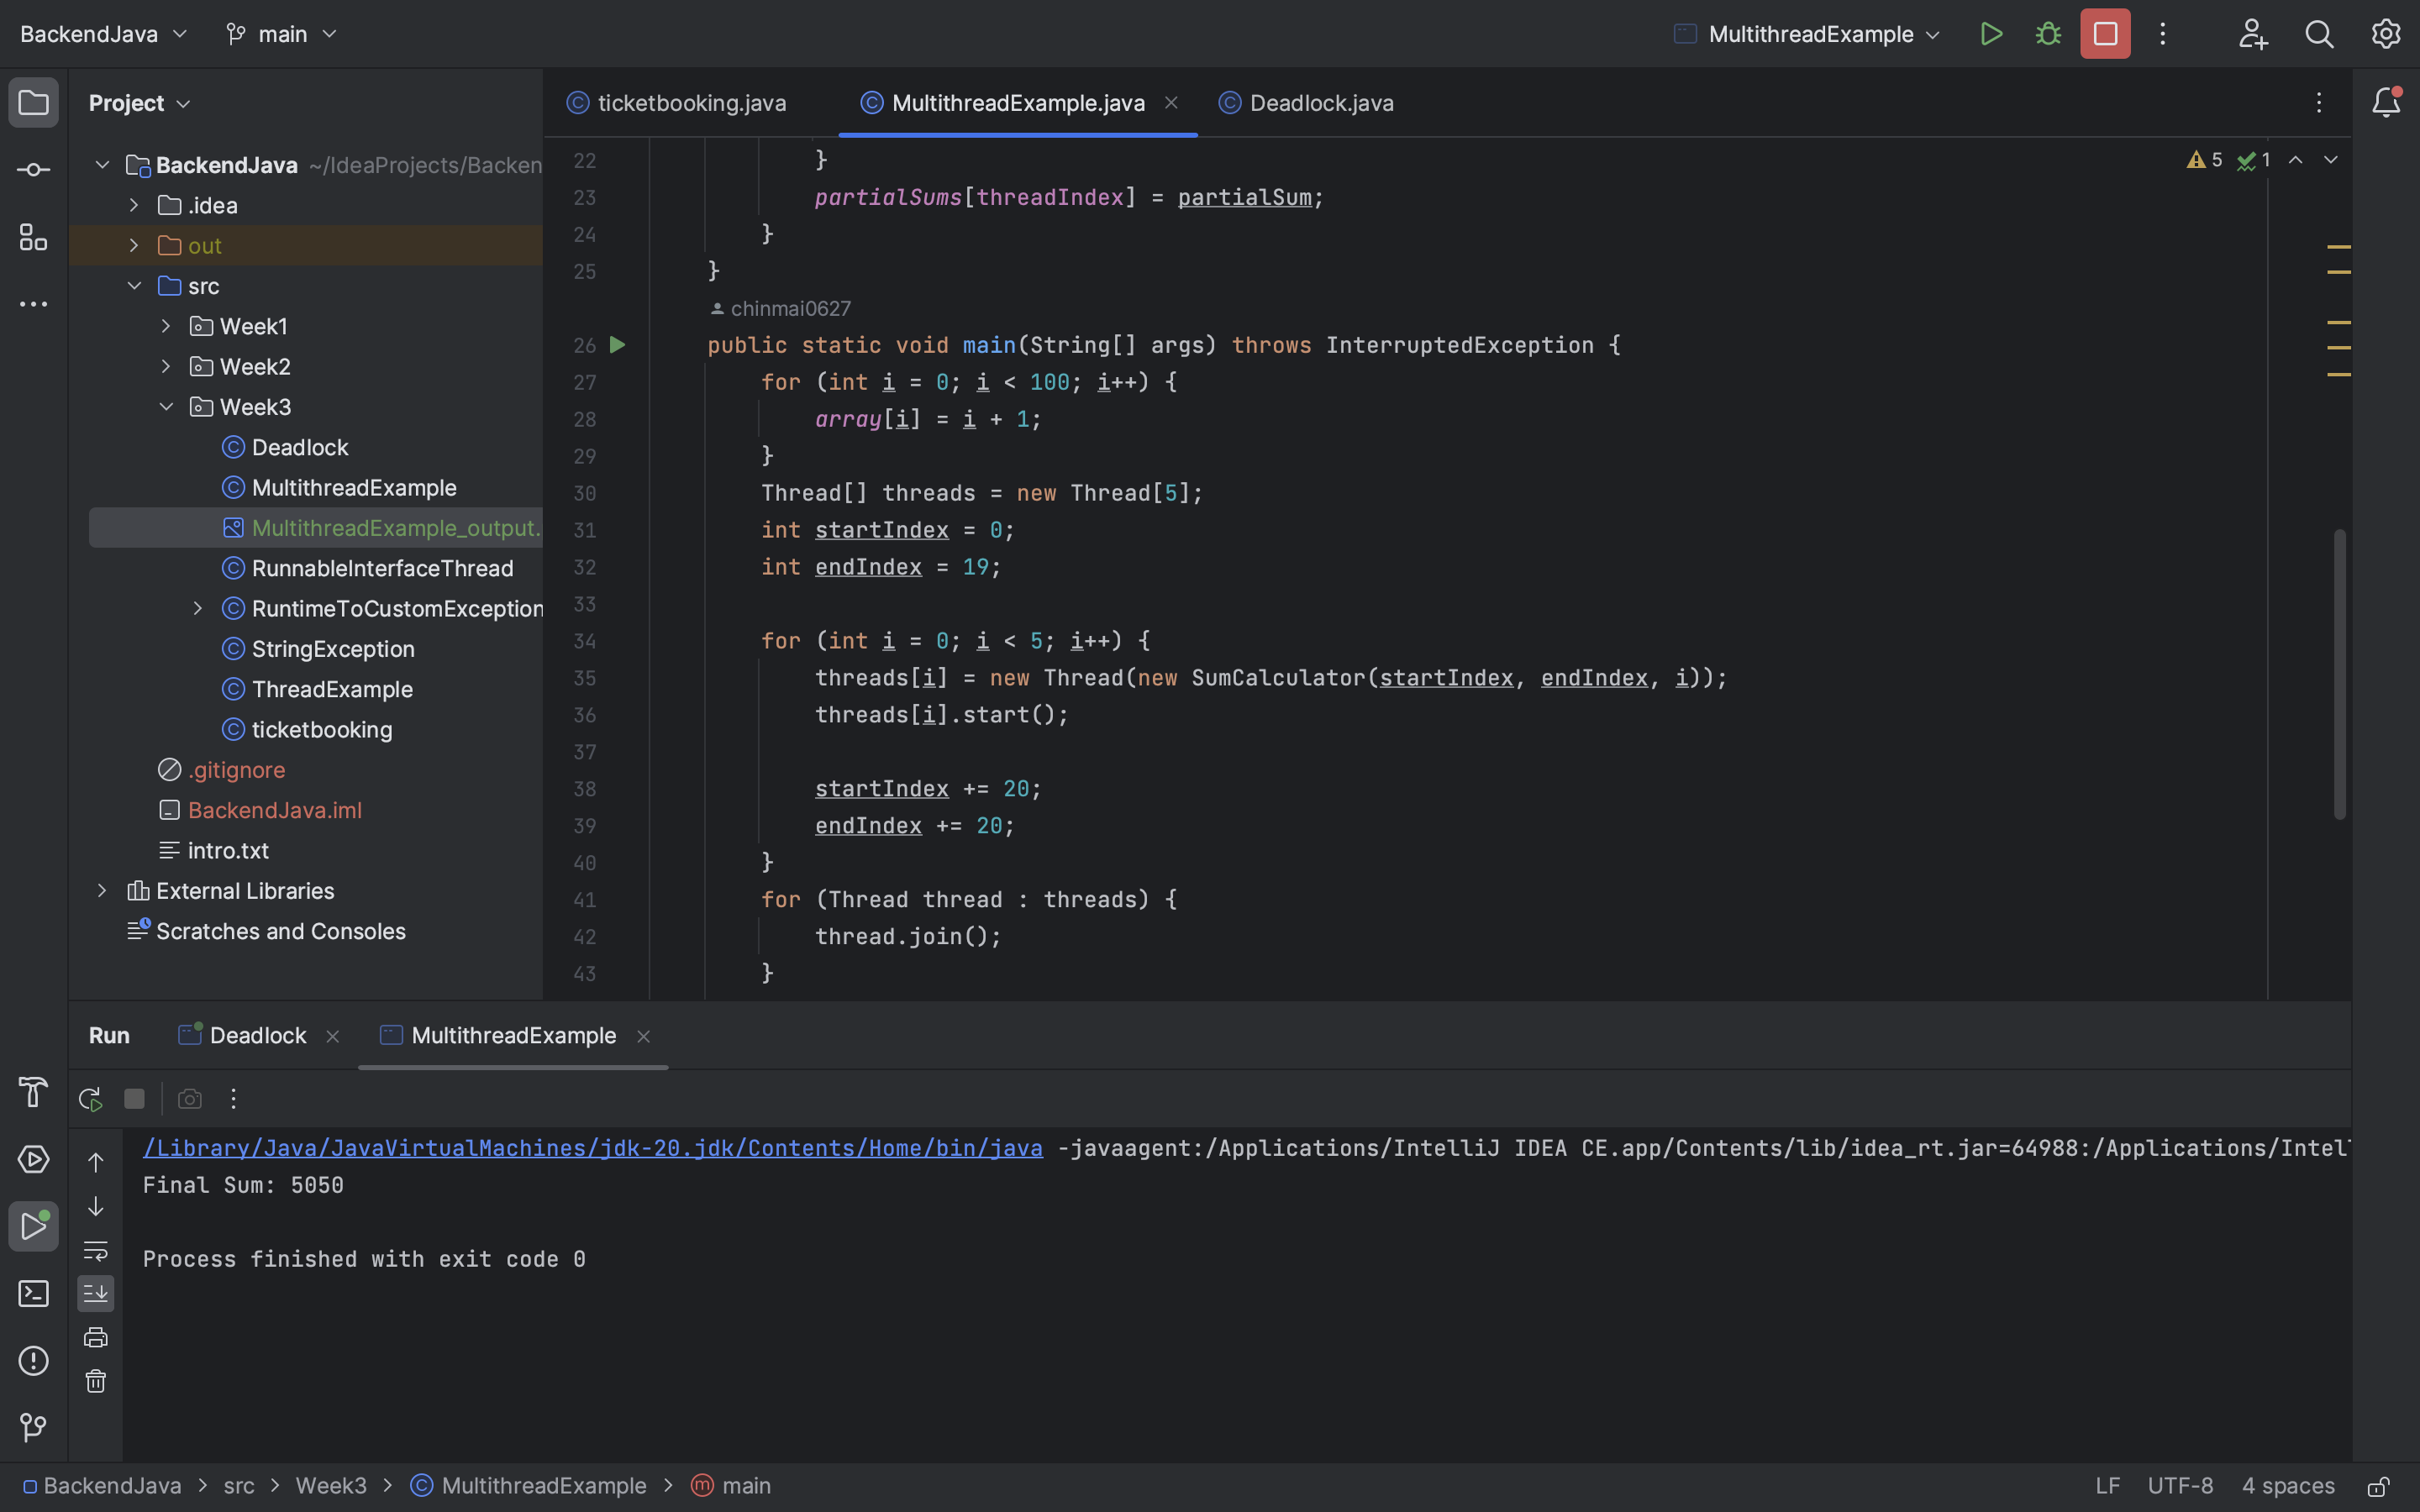 BackendJava main MultithreadExample
Project
ticketbooking.java MultithreadExample.java Deadlock.java
BackendJava ~/IdeaProjects/Backen
.idea
out
src
Week1
Week2
Week3
Deadlock
MultithreadExample
MultithreadExample_output.
RunnableInterfaceThread
RuntimeToCustomException
StringException
ThreadExample
ticketbooking
.gitignore
BackendJava.iml
intro.txt
External Libraries
Scratches and Consoles
5 1
22 }
23 partialSums[threadIndex] = partialSum;
24 }
25 }
chinmai0627
26 public static void main(String[] args) throws InterruptedException {
27 for (int i = 0; i < 100; i++) {
28 array[i] = i + 1;
29 }
30 Thread[] threads = new Thread[5];
31 int startIndex = 0;
32 int endIndex = 19;
33
34 for (int i = 0; i < 5; i++) {
35 threads[i] = new Thread(new SumCalculator(startIndex, endIndex, i));
36 threads[i].start();
37
38 startIndex += 20;
39 endIndex += 20;
40 }
41 for (Thread thread : threads) {
42 thread.join();
43 }
Run Deadlock MultithreadExample
/Library/Java/JavaVirtualMachines/jdk-20.jdk/Contents/Home/bin/java -javaagent:/Applications/IntelliJ IDEA CE.app/Contents/lib/idea_rt.jar=64988:/Applications/Intel
Final Sum: 5050
Process finished with exit code 0
BackendJava > src > Week3 > MultithreadExample > main LF UTF-8 4 spaces